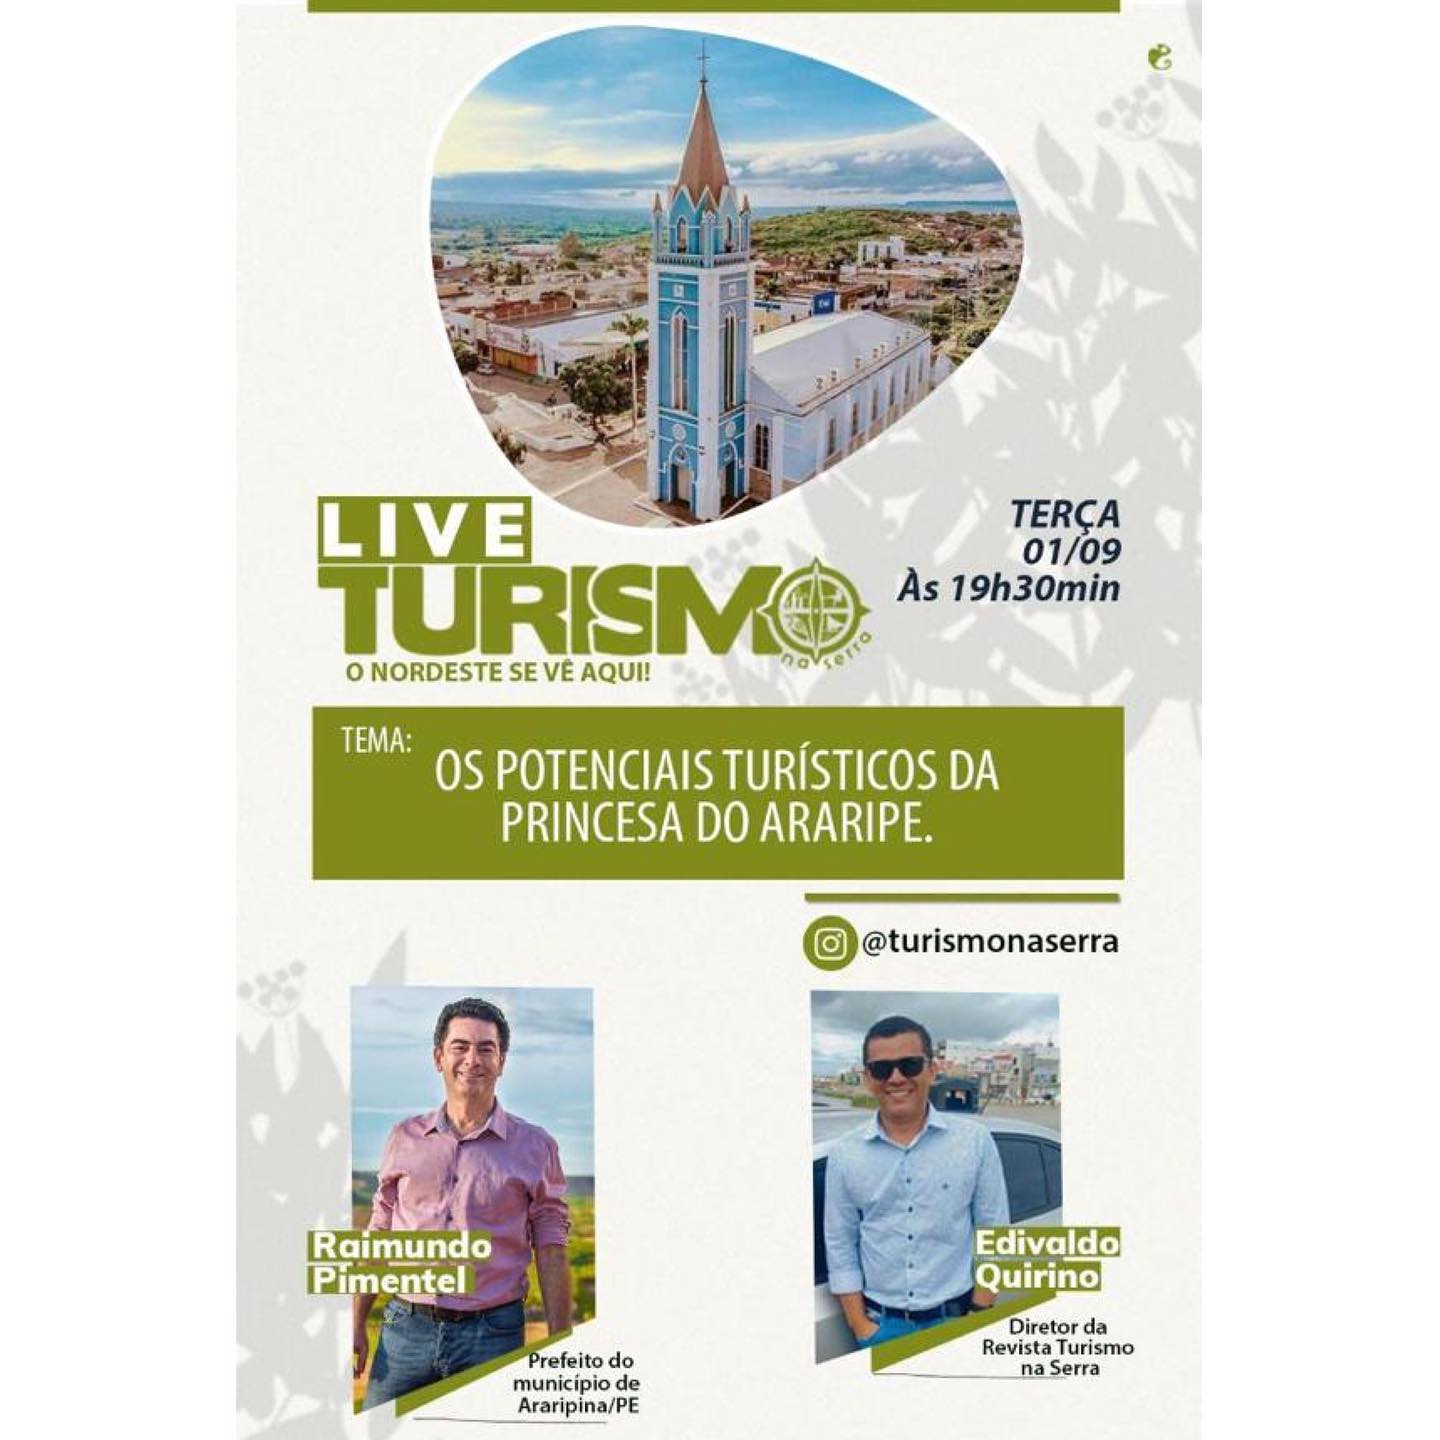 LIVE
TURISMO
na serra
O NORDESTE SE VÊ AQUI!
TERÇA
01/09
Às 19h30min
TEMA:
OS POTENCIAIS TURÍSTICOS DA
PRINCESA DO ARARIPE.
@turismonaserra
Raimundo
Pimentel
Prefeito do
município de
Araripina/PE
Edivaldo
Quirino
Diretor da
Revista Turismo
na Serra